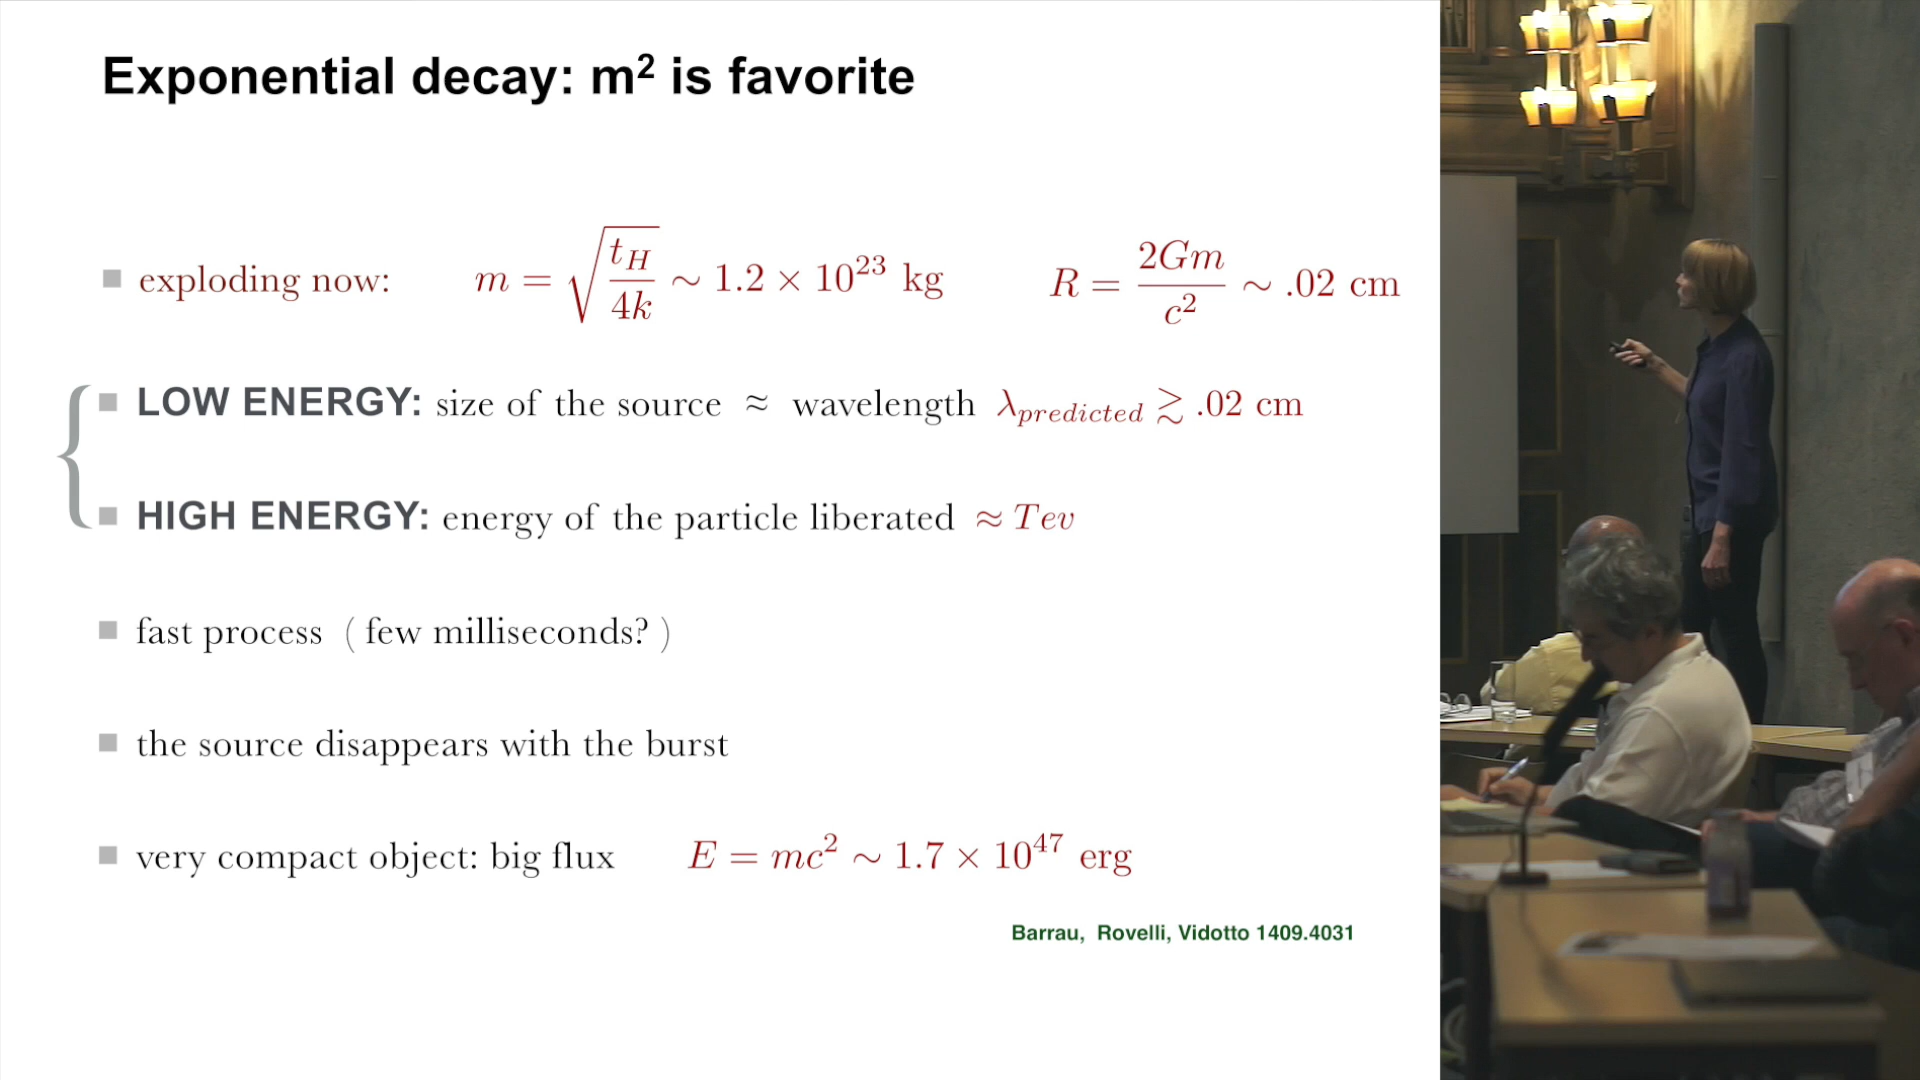 Exponential decay: m² is favorite
exploding now: m = √(t_H / 4k) ∼ 1.2 × 10²³ kg R = 2Gm / c² ∼ .02 cm
LOW ENERGY: size of the source ≈ wavelength λ_predicted ≳ .02 cm
HIGH ENERGY: energy of the particle liberated ≈ Tev
fast process ( few milliseconds? )
the source disappears with the burst
very compact object: big flux E = mc² ∼ 1.7 × 10⁴⁷ erg
Barrau, Rovelli, Vidotto 1409.4031